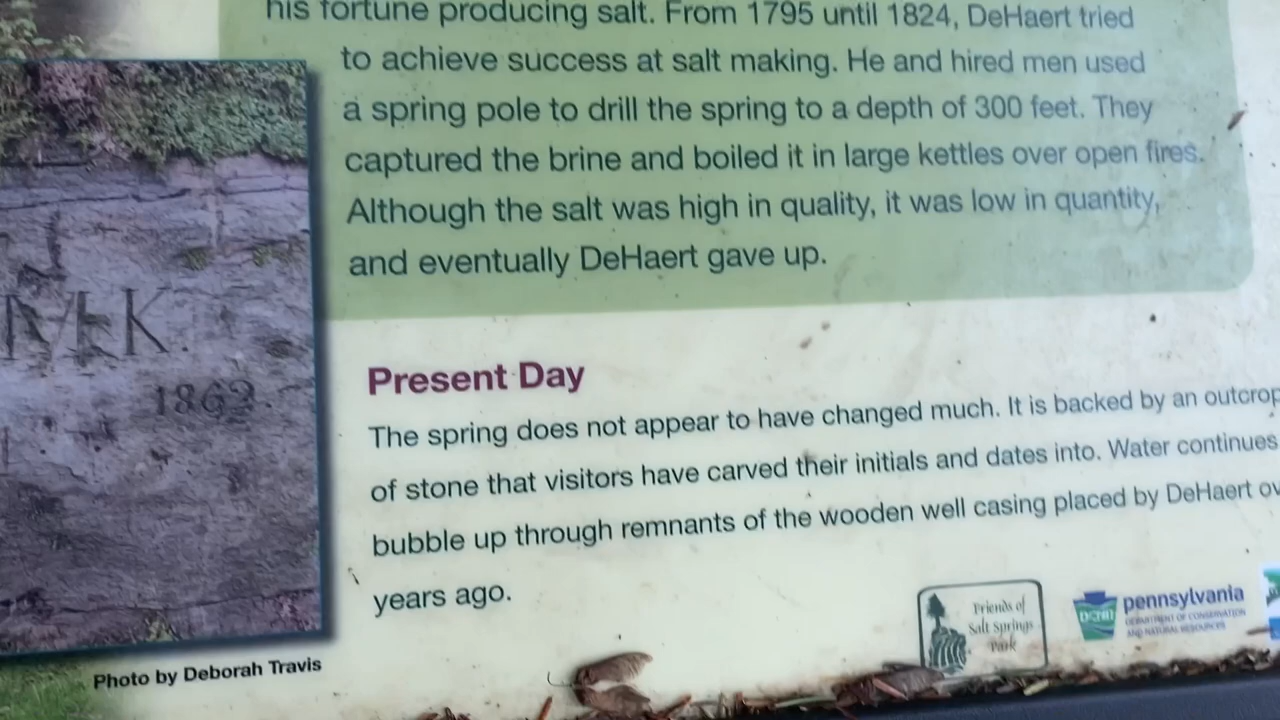 his fortune producing salt. From 1795 until 1824, DeHaert tried
to achieve success at salt making. He and hired men used
a spring pole to drill the spring to a depth of 300 feet. They
captured the brine and boiled it in large kettles over open fires.
Although the salt was high in quality, it was low in quantity,
and eventually DeHaert gave up.
K.
1862.
Present Day
The spring does not appear to have changed much. It is backed by an outcrop
of stone that visitors have carved their initials and dates into. Water continues
bubble up through remnants of the wooden well casing placed by DeHaert ov
years ago.
Photo by Deborah Travis
Friends of
Salt Springs
Park
DCNR
pennsylvania
DEPARTMENT OF CONSERVATION
AND NATURAL RESOURCES